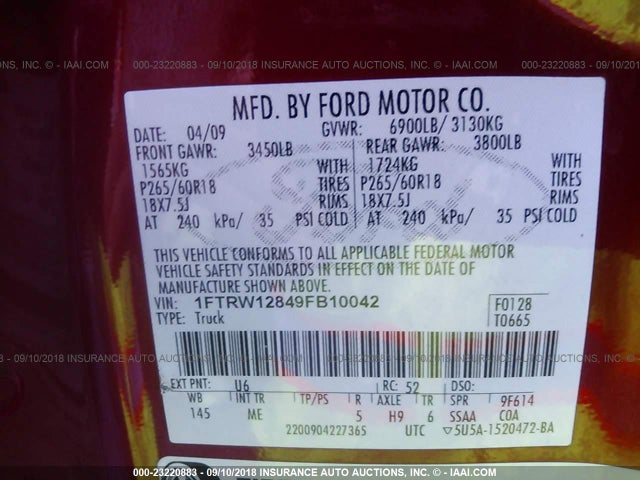 000-23220883 - 09/10/2018 INSURANCE AUTO AUCTIONS, INC. © - IAAI.COM
MFD. BY FORD MOTOR CO.
DATE: 04/09 GVWR: 6900LB/ 3130KG
FRONT GAWR: 3450LB REAR GAWR: 3800LB
1565KG WITH 1724KG WITH
P265/60R18 TIRES P265/60R18 TIRES
18X7.5J RIMS 18X7.5J RIMS
AT 240 kPa/ 35 PSI COLD AT 240 kPa/ 35 PSI COLD
THIS VEHICLE CONFORMS TO ALL APPLICABLE FEDERAL MOTOR
VEHICLE SAFETY STANDARDS IN EFFECT ON THE DATE OF
MANUFACTURE SHOWN ABOVE.
VIN: 1FTRW12849FB10042 F0128
TYPE: Truck T0665
000-23220883 - 09/10/2018 INSURANCE AUTO AUCTIONS, INC. © - IAAI.COM
EXT PNT: U6 RC: 52 DSO:
WB INT TR TP/PS R AXLE TR SPR 9F614
145 ME 5 H9 6 SSAA COA
2200904227365 UTC ▽5U5A-1520472-BA
000-23220883 - 09/10/2018 INSURANCE AUTO AUCTIONS, INC. © - IAAI.COM